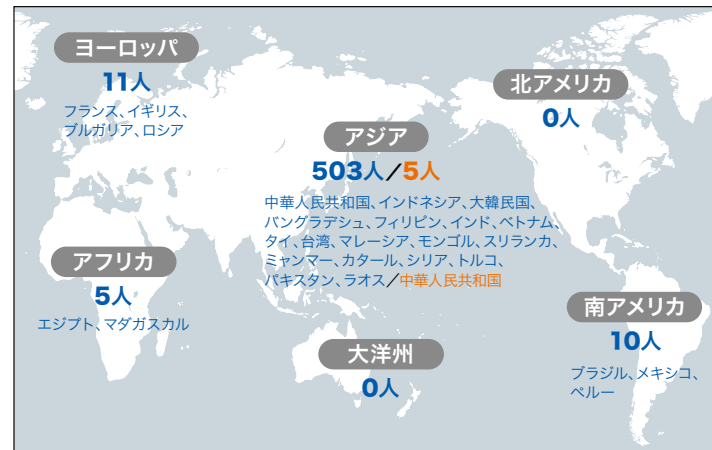 ヨーロッパ
11人
フランス、イギリス、
ブルガリア、ロシア
北アメリカ
0人
アジア
503人/5人
中華人民共和国、インドネシア、大韓民国、
バングラデシュ、フィリピン、インド、ベトナム、
タイ、台湾、マレーシア、モンゴル、スリランカ、
ミャンマー、カタール、シリア、トルコ、
パキスタン、ラオス/中華人民共和国
アフリカ
5人
エジプト、マダガスカル
大洋州
0人
南アメリカ
10人
ブラジル、メキシコ、
ペルー